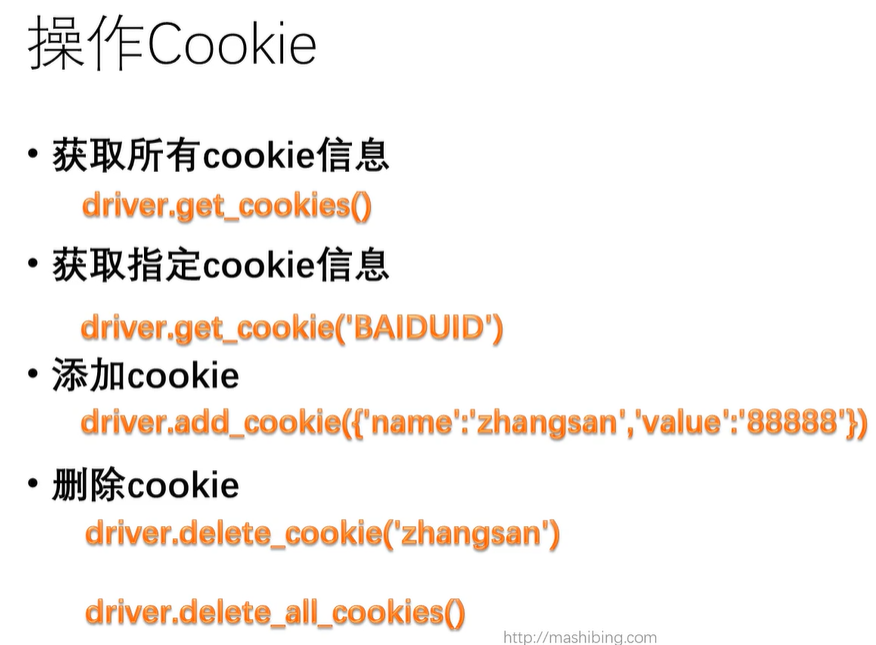 操作Cookie
• 获取所有cookie信息
driver.get_cookies()
• 获取指定cookie信息
driver.get_cookie('BAIDUID')
• 添加cookie
driver.add_cookie({'name':'zhangsan','value':'88888'})
• 删除cookie
driver.delete_cookie('zhangsan')
driver.delete_all_cookies()
http://mashibing.com